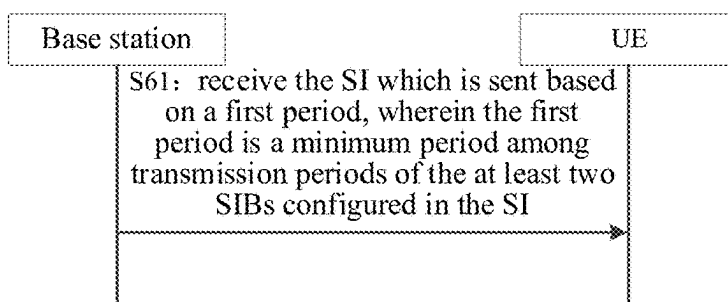 Base station
UE
S61: receive the SI which is sent based
on a first period, wherein the first
period is a minimum period among
transmission periods of the at least two
SIBs configured in the SI